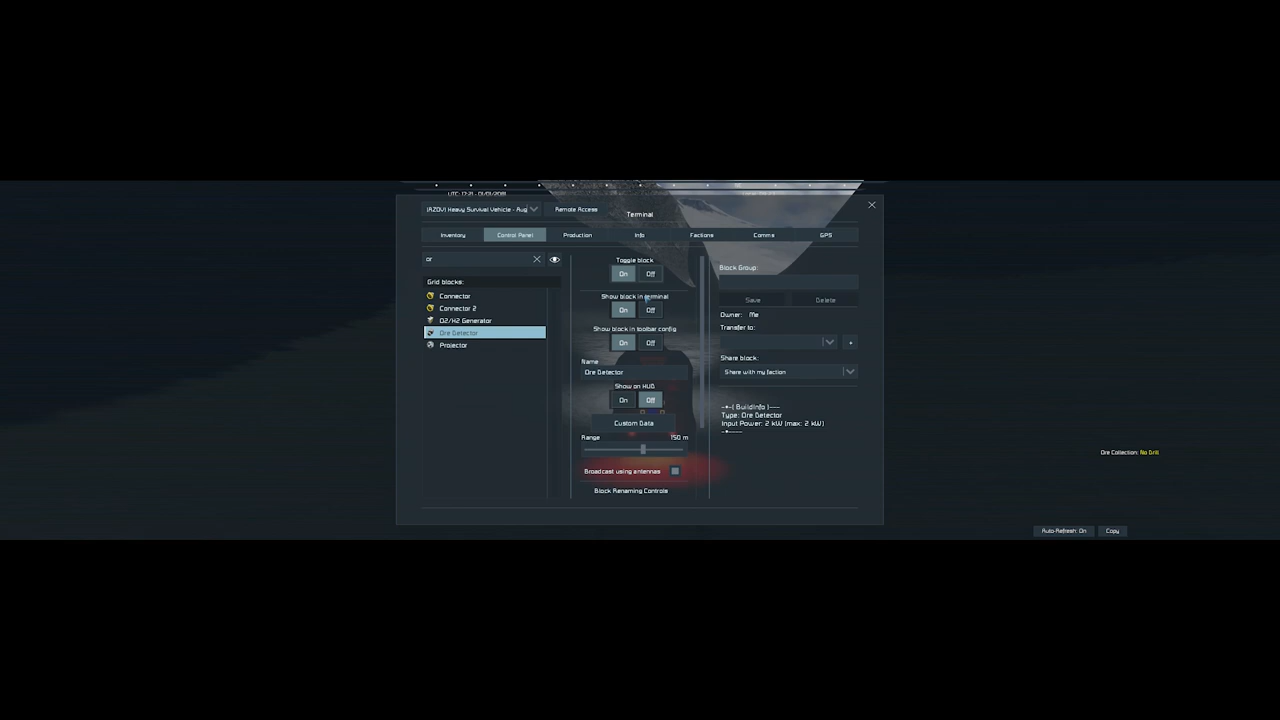 [AZOV] Heavy Survival Vehicle - Aug
Remote Access
Terminal
Inventory
Control Panel
Production
Info
Factions
Comms
GPS
or
Grid blocks:
Connector
Connector 2
O2/H2 Generator
Ore Detector
Projector
Toggle block
On
Off
Show block in terminal
On
Off
Show block in toolbar config
On
Off
Name
Ore Detector
Show on HUD
On
Off
Custom Data
Range
150 m
Broadcast using antennas
Block Renaming Controls
Block Group:
Save
Delete
Owner: Me
Transfer to:
Share block:
Share with my faction
--•--( BuildInfo )---
Type: Ore Detector
Input Power: 2 kW (max: 2 kW)
--•----
Ore Collection: No Drill
Auto-Refresh: On
Copy